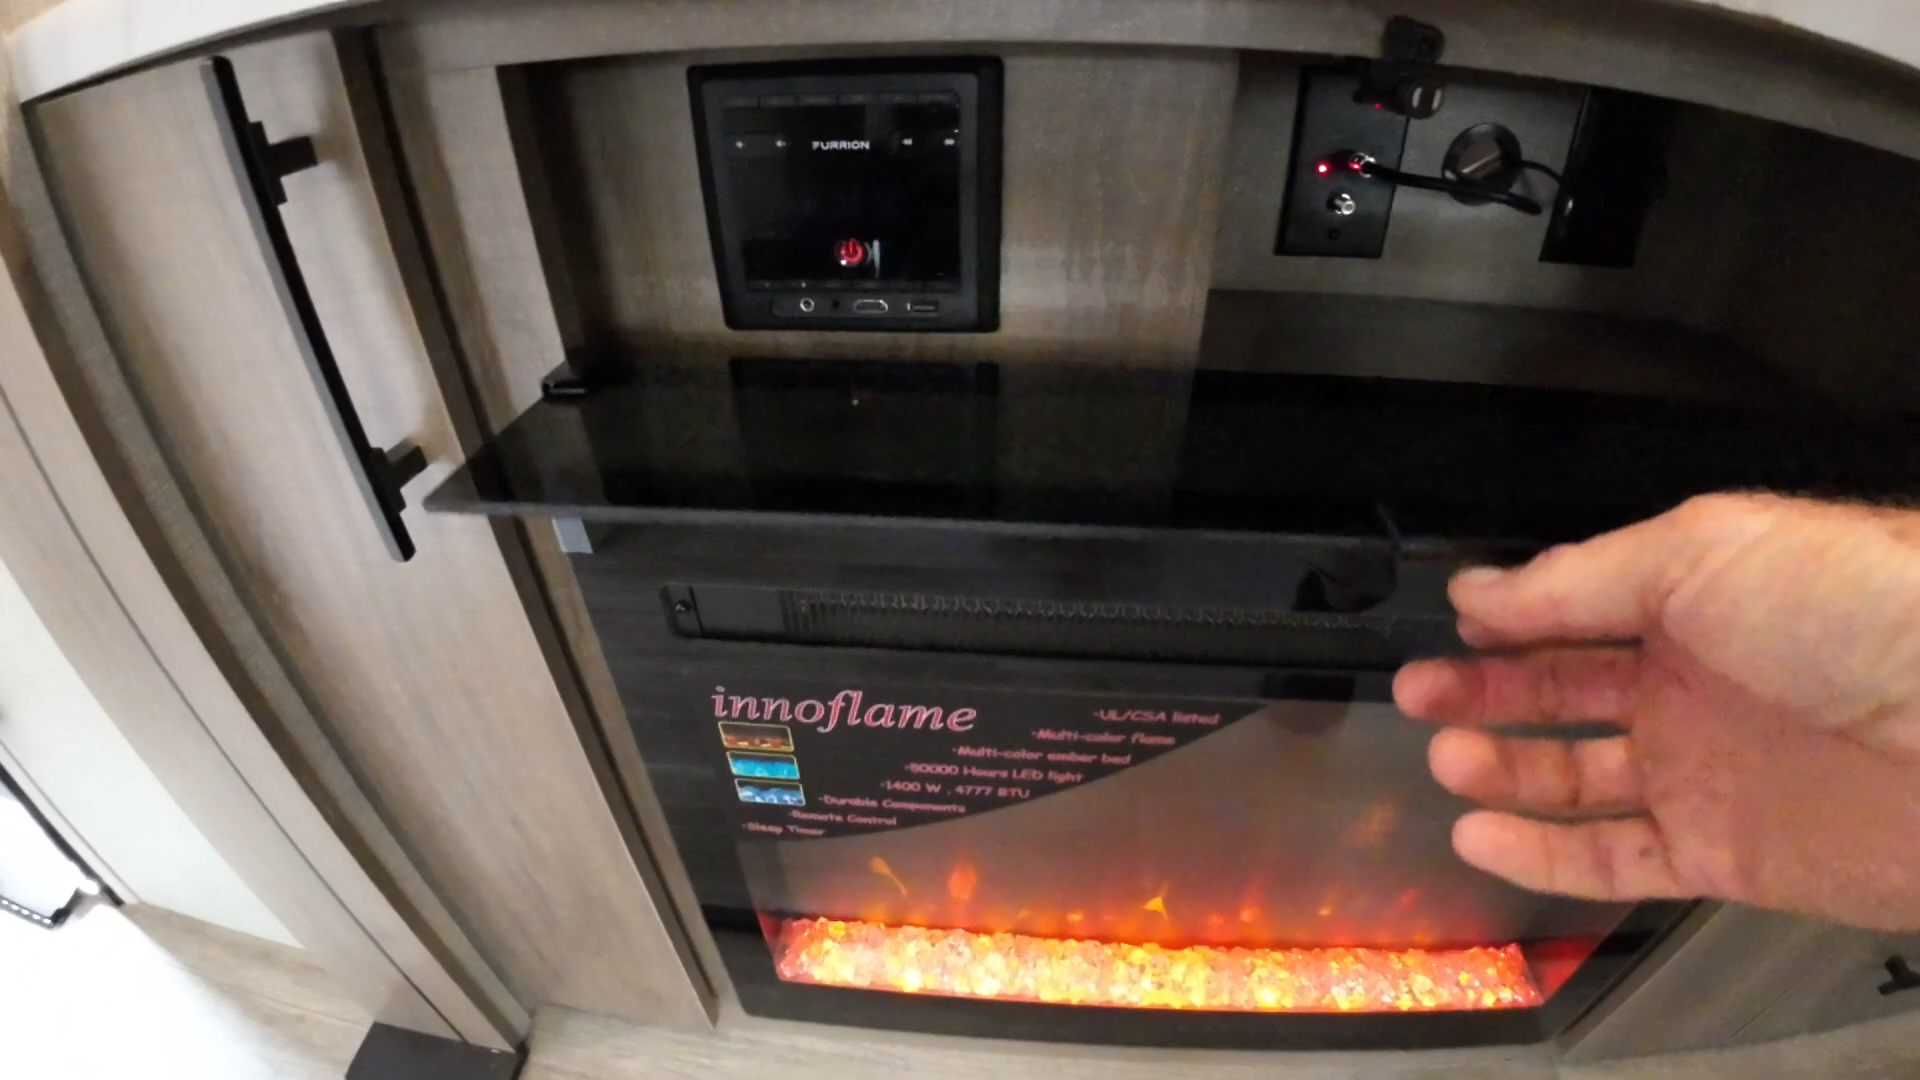 FURRION
innoflame
·UL/CSA listed
·Multi-color flame
·Multi-color ember bed
·50000 Hours LED light
·1400 W , 4777 BTU
·Durable Components
·Remote Control
·Sleep Timer